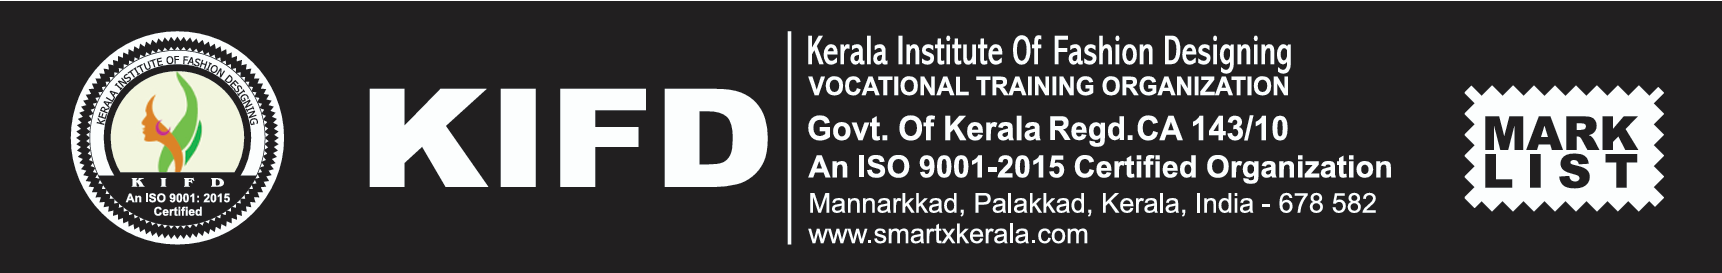 KERALA INSTITUTE OF FASHION DESIGNING
K I F D
An ISO 9001: 2015
Certified
KIFD
Kerala Institute Of Fashion Designing
VOCATIONAL TRAINING ORGANIZATION
Govt. Of Kerala Regd.CA 143/10
An ISO 9001-2015 Certified Organization
Mannarkkad, Palakkad, Kerala, India - 678 582
www.smartxkerala.com
MARK
LIST